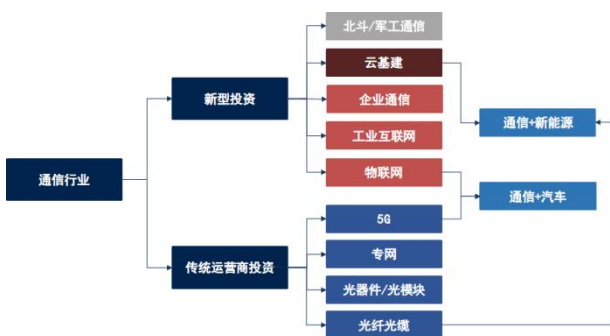 北斗/军工通信
云基建
新型投资
企业通信
通信+新能源
工业互联网
通信行业
物联网
通信+汽车
5G
专网
传统运营商投资
光器件/光模块
光纤光缆